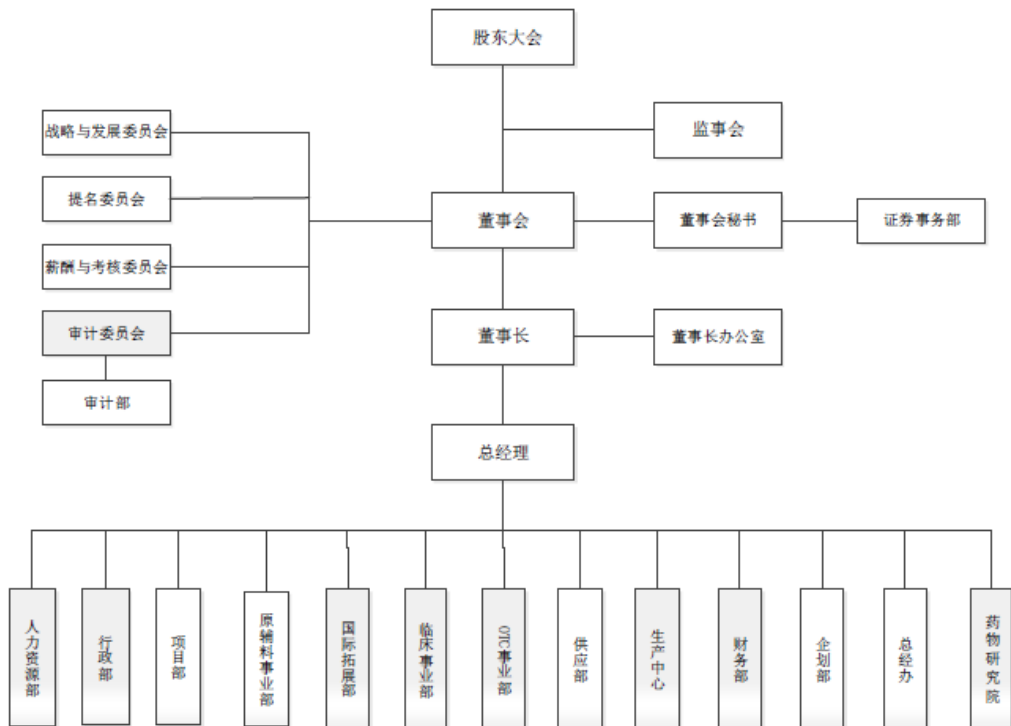 股东大会
战略与发展委员会
监事会
提名委员会
董事会
董事会秘书
证券事务部
薪酬与考核委员会
审计委员会
董事长
董事长办公室
审计部
总经理
人力资源部
行政部
项目部
原辅料事业部
国际拓展部
临床事业部
OTC事业部
供应部
生产中心
财务部
企划部
总经办
药物研究院